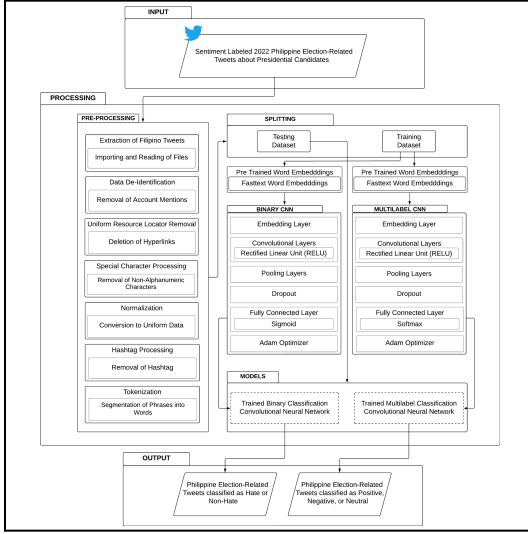 INPUT
Sentiment Labeled 2022 Philippine Election-Related
Tweets about Presidential Candidates
PROCESSING
PRE-PROCESSING
Extraction of Filipino Tweets
Importing and Reading of Files
Data De-Identification
Removal of Account Mentions
Uniform Resource Locator Removal
Deletion of Hyperlinks
Special Character Processing
Removal of Non-Alphanumeric
Characters
Normalization
Conversion to Uniform Data
Hashtag Processing
Removal of Hashtag
Tokenization
Segmentation of Phrases into
Words
SPLITTING
Testing
Dataset
Training
Dataset
Pre Trained Word Embedddings
Fasttext Word Embedddings
Pre Trained Word Embedddings
Fasttext Word Embedddings
BINARY CNN
Embedding Layer
Convolutional Layers
Rectified Linear Unit (RELU)
Pooling Layers
Dropout
Fully Connected Layer
Sigmoid
Adam Optimizer
MULTILABEL CNN
Embedding Layer
Convolutional Layers
Rectified Linear Unit (RELU)
Pooling Layers
Dropout
Fully Connected Layer
Softmax
Adam Optimizer
MODELS
Trained Binary Classification
Convolutional Neural Network
Trained Multilabel Classification
Convolutional Neural Network
OUTPUT
Philippine Election-Related
Tweets classified as Hate or
Non-Hate
Philippine Election-Related
Tweets classified as Positive,
Negative, or Neutral